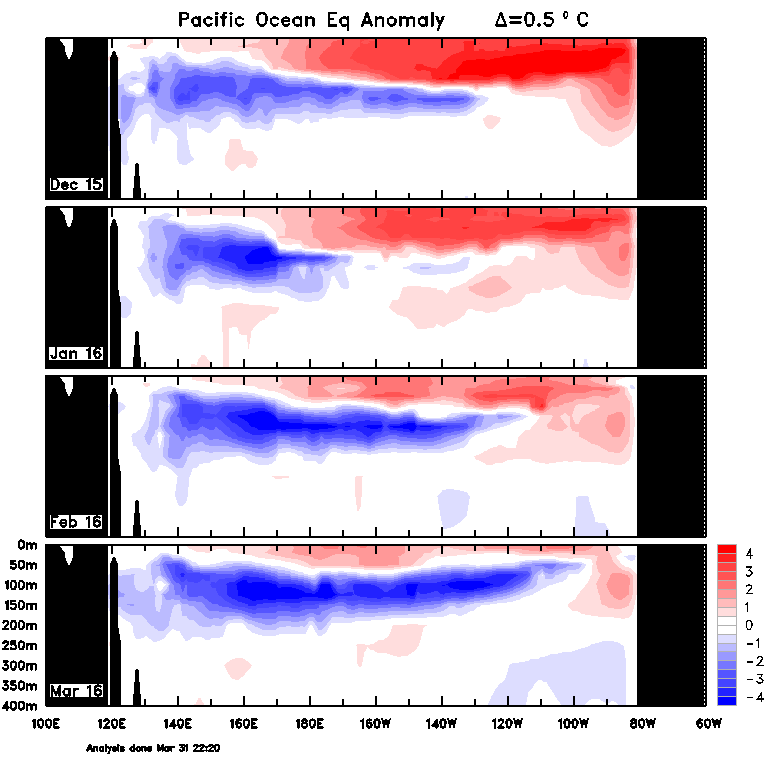 Pacific Ocean Eq Anomaly Δ=0.5 ° C
Dec 15
Jan 16
Feb 16
0m
50m
100m
150m
200m
250m
300m
350m
400m
Mar 16
4
3
2
1
0
-1
-2
-3
-4
100E 120E 140E 160E 180E 160W 140W 120W 100W 80W 60W
Analysis done Mar 31 22:20